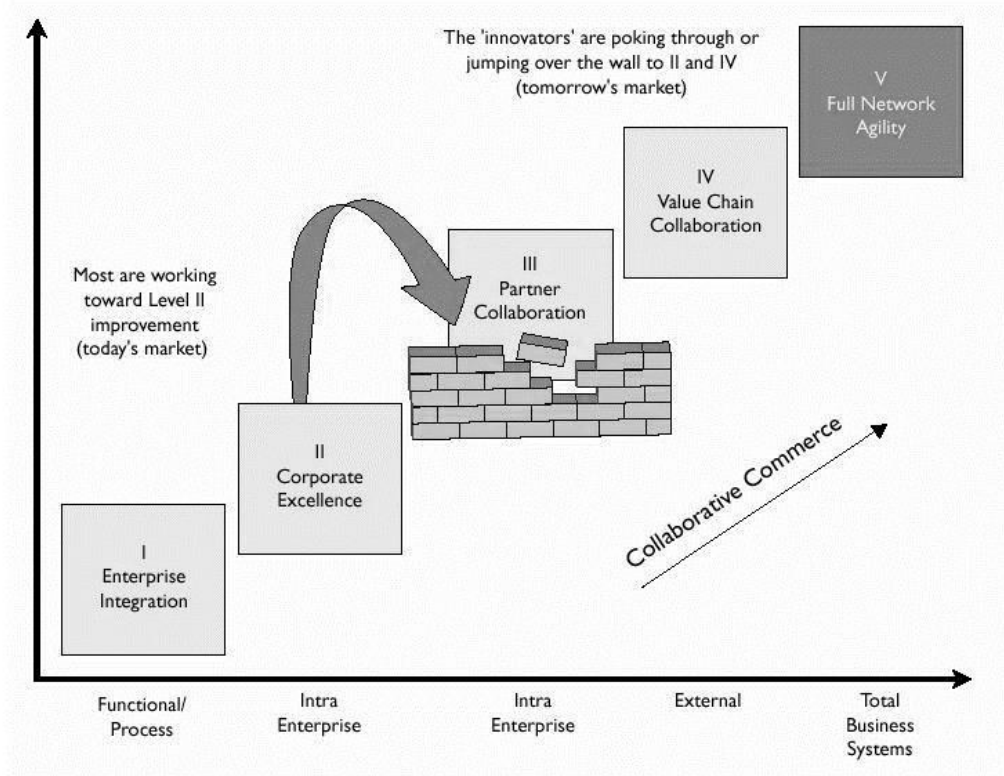 The 'innovators' are poking through or
jumping over the wall to II and IV
(tomorrow's market)
V
Full Network
Agility
IV
Value Chain
Collaboration
III
Partner
Collaboration
Most are working
toward Level II
improvement
(today's market)
II
Corporate
Excellence
I
Enterprise
Integration
Collaborative Commerce
Functional/
Process
Intra
Enterprise
Intra
Enterprise
External
Total
Business
Systems